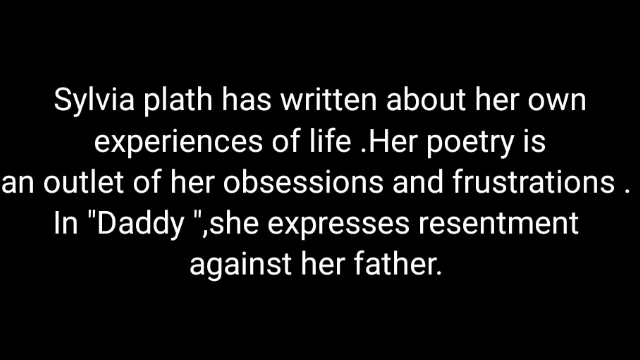 Sylvia plath has written about her own
experiences of life .Her poetry is
an outlet of her obsessions and frustrations .
In "Daddy ",she expresses resentment
against her father.